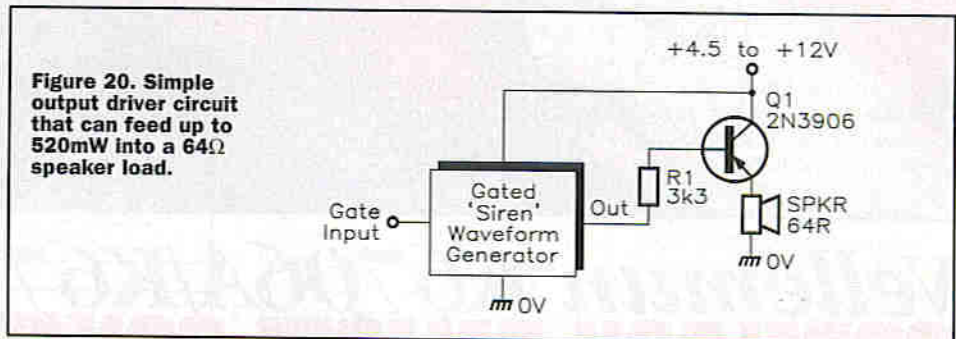 Figure 20. Simple
output driver circuit
that can feed up to
520mW into a 64Ω
speaker load.
+4.5 to +12V
Q1
2N3906
R1
3k3
Gated
'Siren'
Waveform
Generator
Out
Gate
Input
SPKR
64R
0V
0V